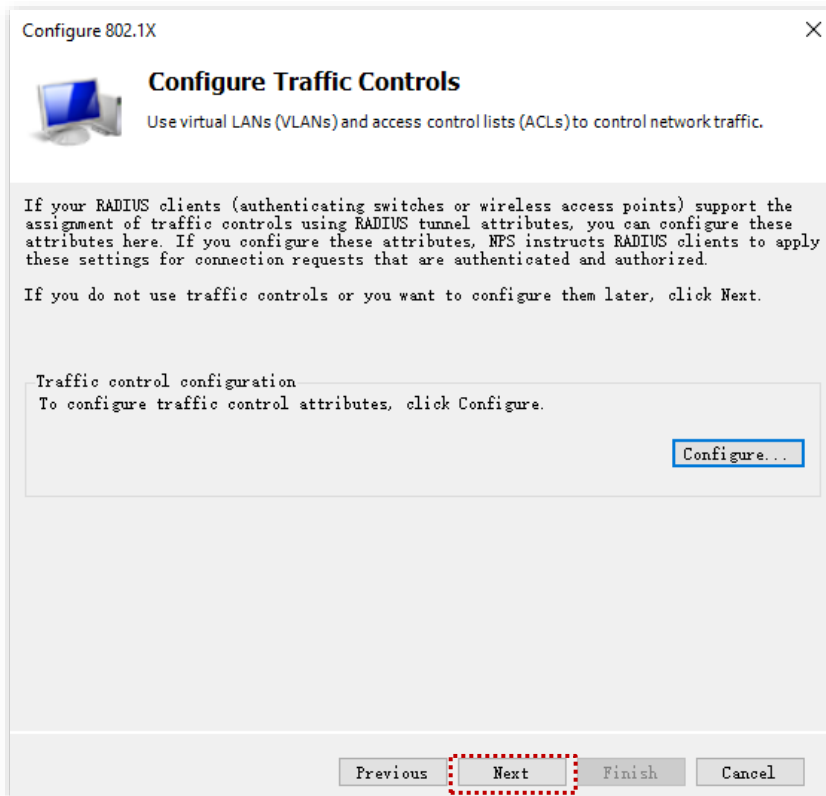 Configure 802.1X
Configure Traffic Controls
Use virtual LANs (VLANs) and access control lists (ACLs) to control network traffic.
If your RADIUS clients (authenticating switches or wireless access points) support the
assignment of traffic controls using RADIUS tunnel attributes, you can configure these
attributes here. If you configure these attributes, NPS instructs RADIUS clients to apply
these settings for connection requests that are authenticated and authorized.
If you do not use traffic controls or you want to configure them later, click Next.
Traffic control configuration
To configure traffic control attributes, click Configure.
Configure...
Previous Next Finish Cancel